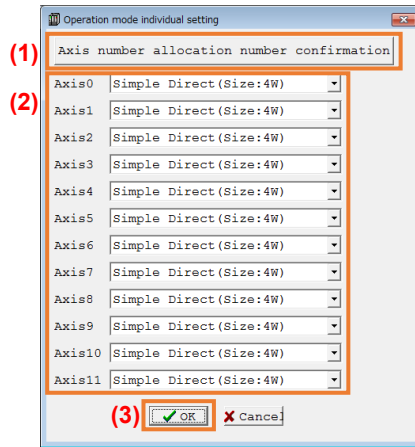 Operation mode individual setting
(1) Axis number allocation number confirmation
(2)
Axis0 Simple Direct(Size:4W)
Axis1 Simple Direct(Size:4W)
Axis2 Simple Direct(Size:4W)
Axis3 Simple Direct(Size:4W)
Axis4 Simple Direct(Size:4W)
Axis5 Simple Direct(Size:4W)
Axis6 Simple Direct(Size:4W)
Axis7 Simple Direct(Size:4W)
Axis8 Simple Direct(Size:4W)
Axis9 Simple Direct(Size:4W)
Axis10 Simple Direct(Size:4W)
Axis11 Simple Direct(Size:4W)
(3) OK Cancel